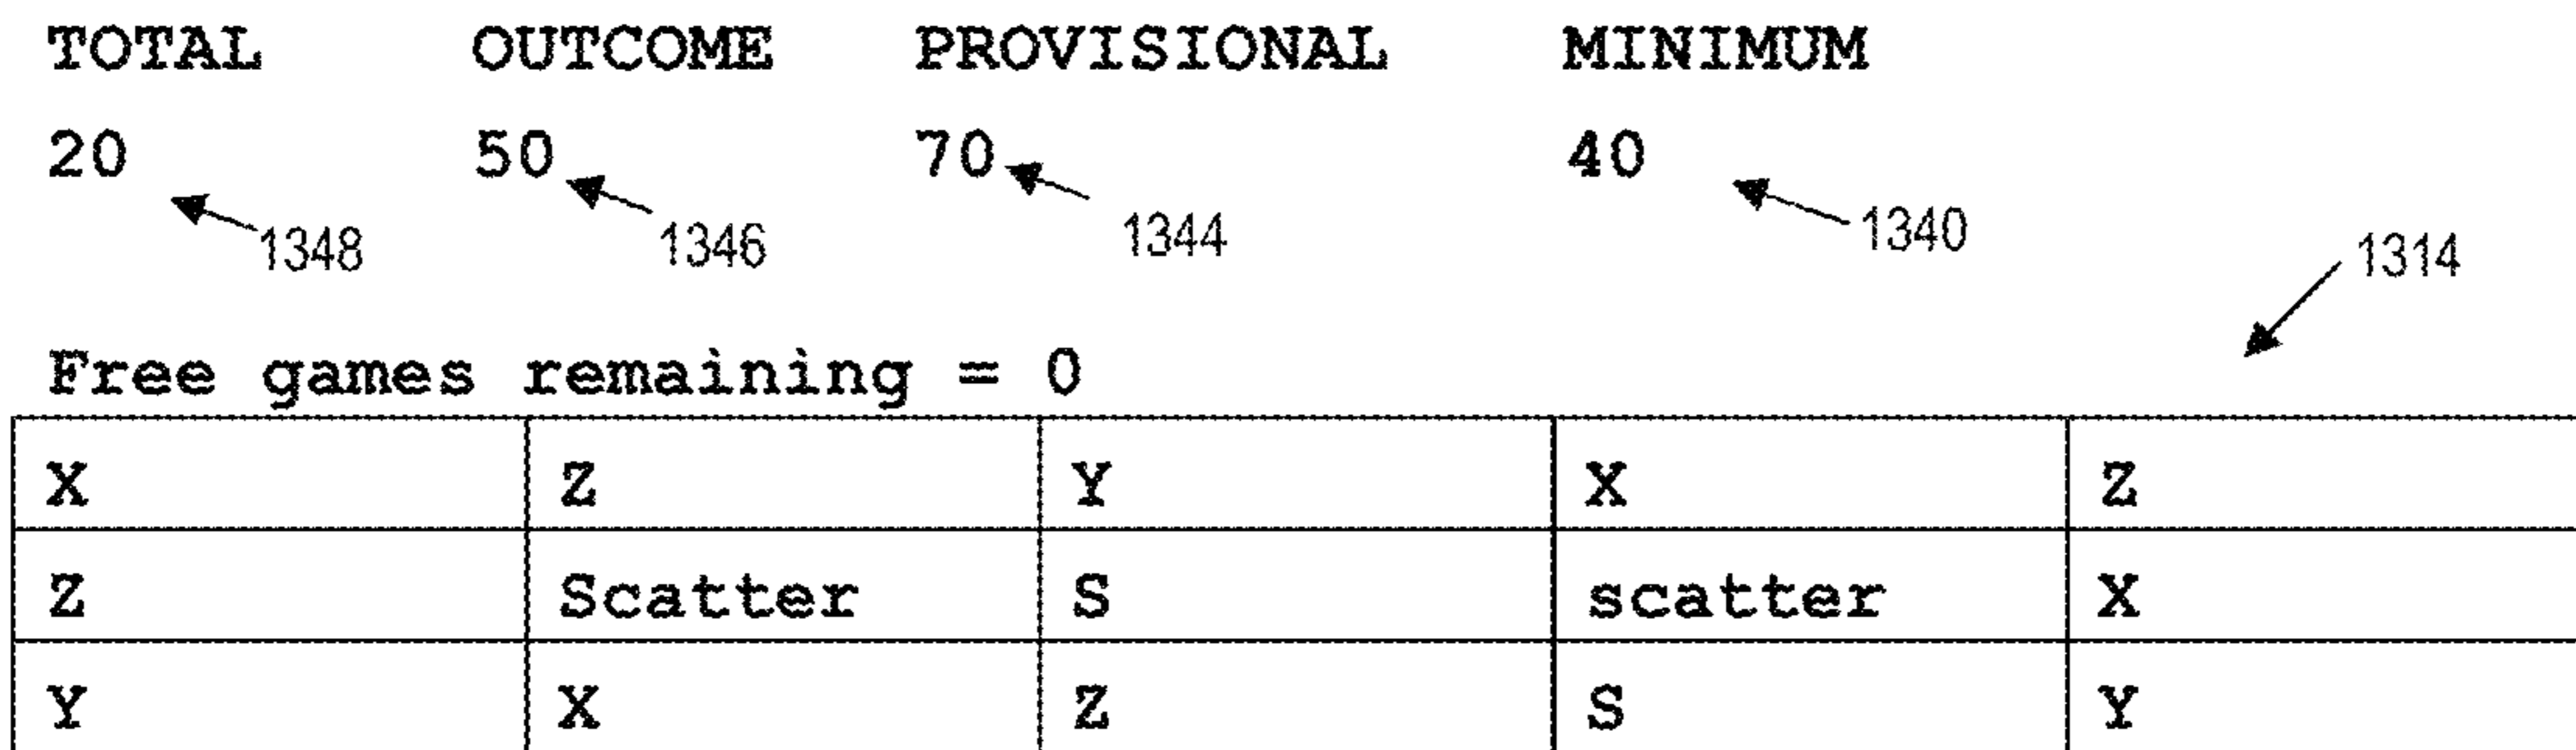 TOTAL OUTCOME PROVISIONAL MINIMUM
20 50 70 40
1348 1346 1344 1340 1314
Free games remaining = 0
X Z Y X Z
Z Scatter S scatter X
Y X Z S Y